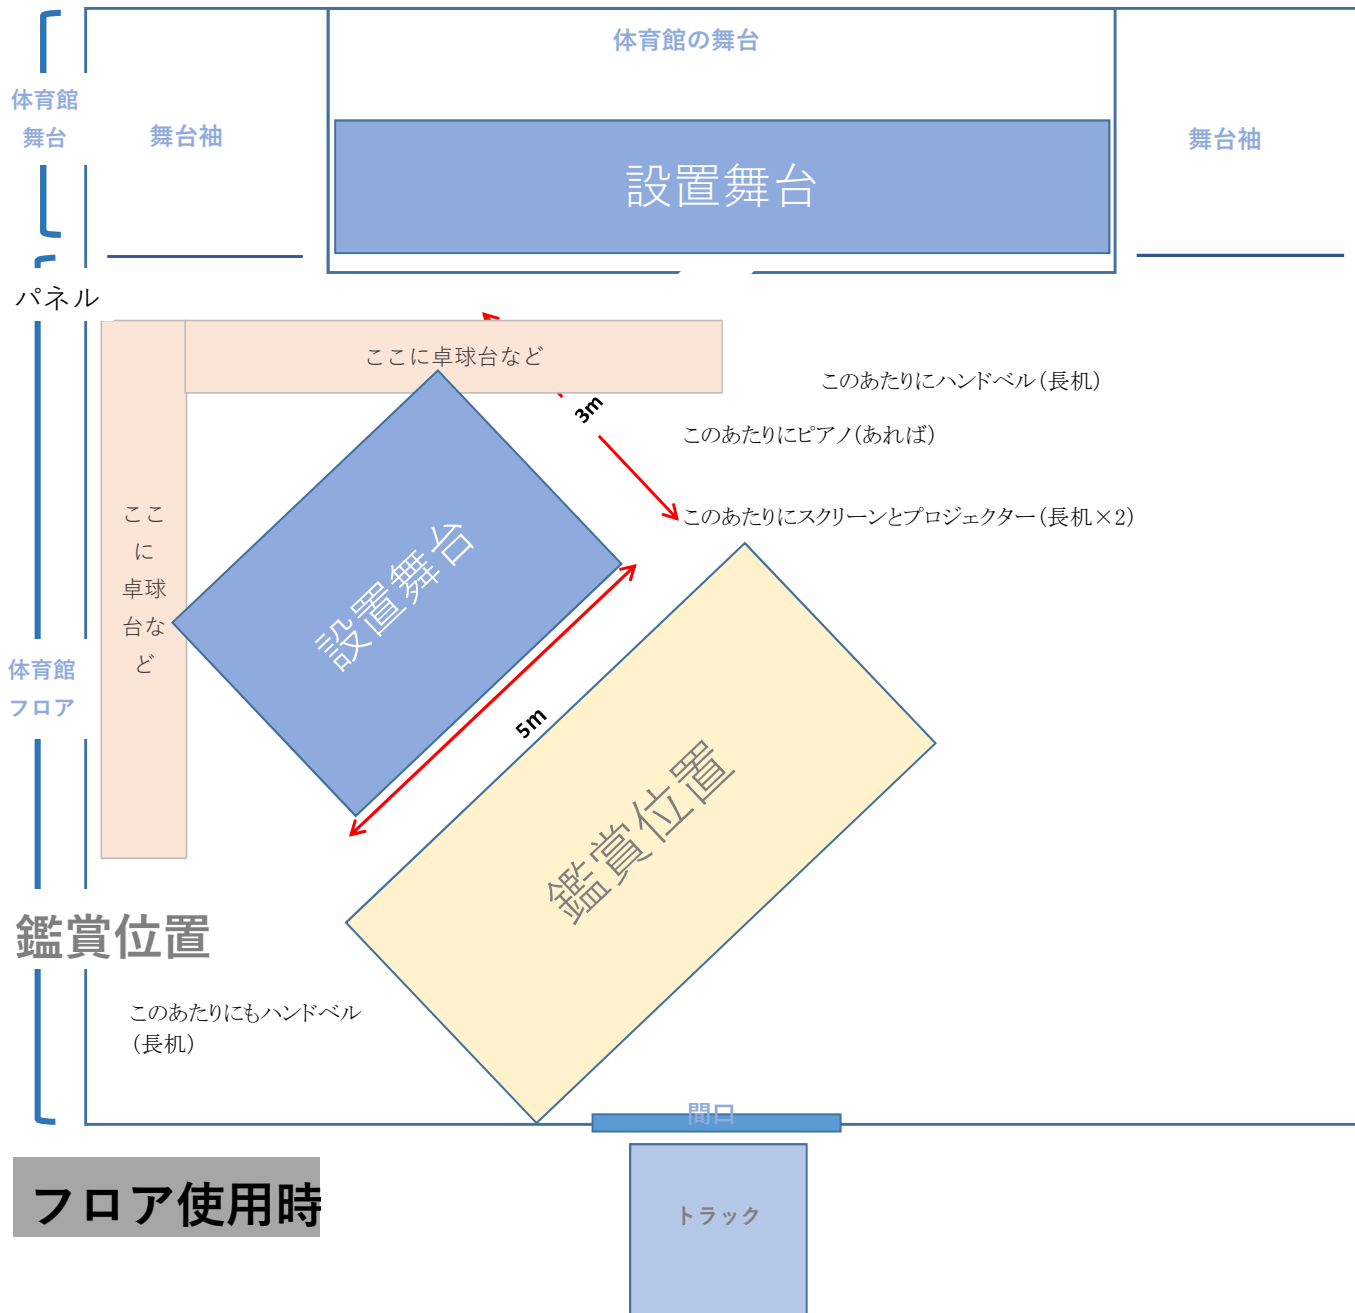 体育館の舞台
体育館
舞台
舞台袖
舞台袖
設置舞台
パネル
ここに卓球台など
このあたりにハンドベル(長机)
3m
このあたりにピアノ(あれば)
ここ
に
卓球
台な
ど
このあたりにスクリーンとプロジェクター(長机×2)
設置舞台
体育館
フロア
5m
鑑賞位置
鑑賞位置
このあたりにもハンドベル
(長机)
間口
フロア使用時
トラック